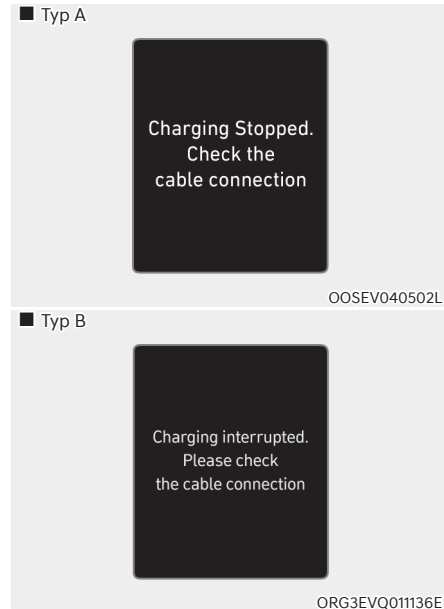 ■ Typ A
Charging Stopped.
Check the
cable connection
OOSEV040502L
■ Typ B
Charging interrupted.
Please check
the cable connection
ORG3EVQ011136E